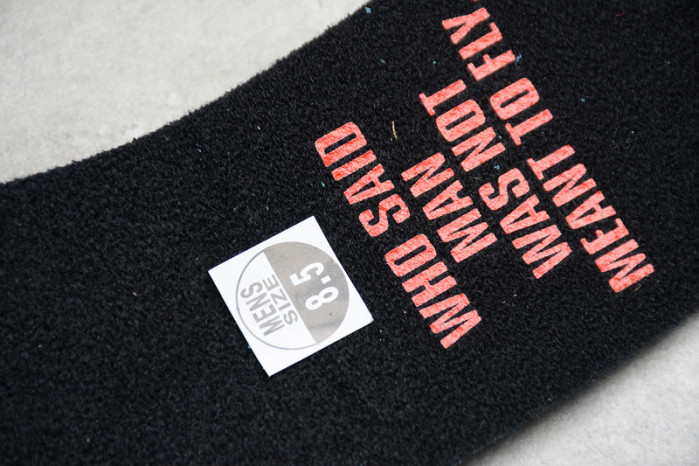 WHO SAID
MAN
WAS NOT
MEANT TO FLY.
MENS
SIZE
8.5